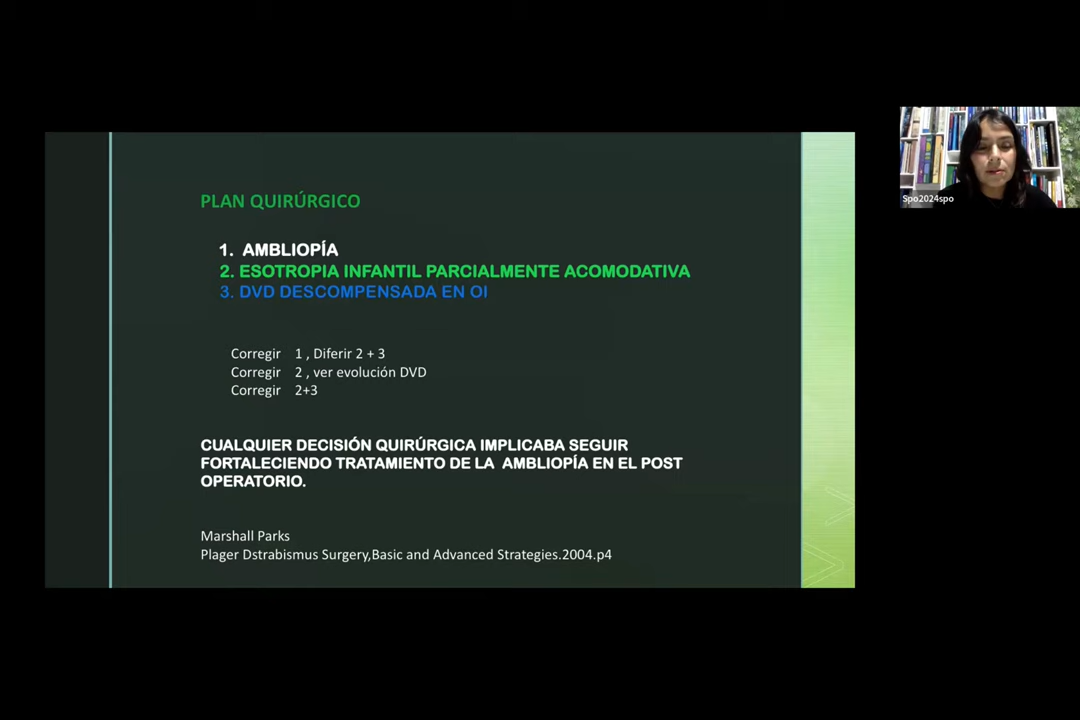 PLAN QUIRÚRGICO
1. AMBLIOPÍA
2. ESOTROPIA INFANTIL PARCIALMENTE ACOMODATIVA
3. DVD DESCOMPENSADA EN OI
Corregir 1 , Diferir 2 + 3
Corregir 2 , ver evolución DVD
Corregir 2+3
CUALQUIER DECISIÓN QUIRÚRGICA IMPLICABA SEGUIR
FORTALECIENDO TRATAMIENTO DE LA AMBLIOPÍA EN EL POST
OPERATORIO.
Marshall Parks
Plager Dstrabismus Surgery,Basic and Advanced Strategies.2004.p4
Spo2024spo